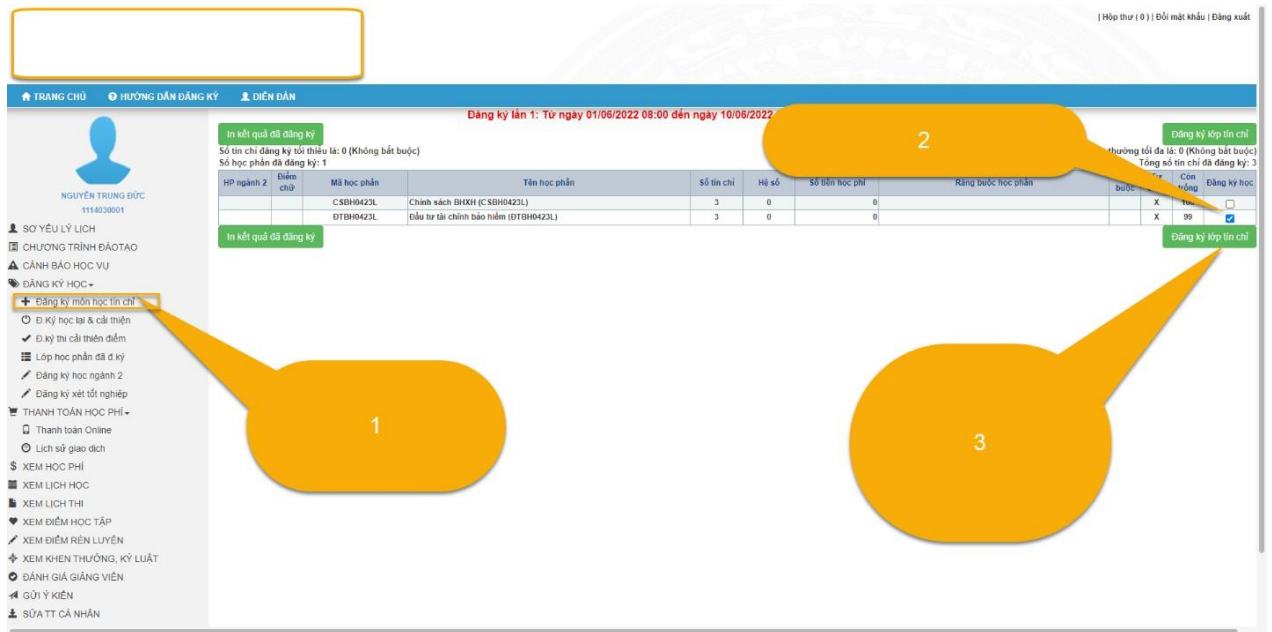 | Hộp thư ( 0 ) | Đổi mật khẩu | Đăng xuất
TRANG CHỦ HƯỚNG DẪN ĐĂNG KÝ DIỄN ĐÀN
Đăng ký lần 1: Từ ngày 01/06/2022 08:00 đến ngày 10/06/2022
2
In kết quả đã đăng ký
Đăng ký lớp tín chỉ
Số tín chỉ đăng ký tối thiểu là: 0 (Không bắt buộc)
thường tối đa là: 0 (Không bắt buộc)
Số học phần đã đăng ký: 1
Tổng số tín chỉ đã đăng ký: 3
HP ngành 2 Điểm chữ Mã học phần Tên học phần Số tín chỉ Hệ số Số tiền học phí Ràng buộc học phần buộc Còn trống Đăng ký học
CSBH0423L Chính sách BHXH (CSBH0423L) 3 0 0 X
ĐTBH0423L Đầu tư tài chính bảo hiểm (ĐTBH0423L) 3 0 0 X 99
In kết quả đã đăng ký
Đăng ký lớp tín chỉ
NGUYỄN TRUNG ĐỨC
1114030001
SƠ YẾU LÝ LỊCH
CHƯƠNG TRÌNH ĐÀOTẠO
CẢNH BÁO HỌC VỤ
ĐĂNG KÝ HỌC
Đăng ký môn học tín chỉ
Đ.Ký học lại & cải thiện
Đ.ký thi cải thiên điểm
Lớp học phần đã đ.ký
Đăng ký học ngành 2
Đăng ký xét tốt nghiệp
THANH TOÁN HỌC PHÍ
Thanh toán Online
Lịch sử giao dịch
XEM HỌC PHÍ
XEM LỊCH HỌC
XEM LỊCH THI
XEM ĐIỂM HỌC TẬP
XEM ĐIỂM RÈN LUYỆN
XEM KHEN THƯỞNG, KỶ LUẬT
ĐÁNH GIÁ GIẢNG VIÊN
GỬI Ý KIẾN
SỬA TT CÁ NHÂN
1
3